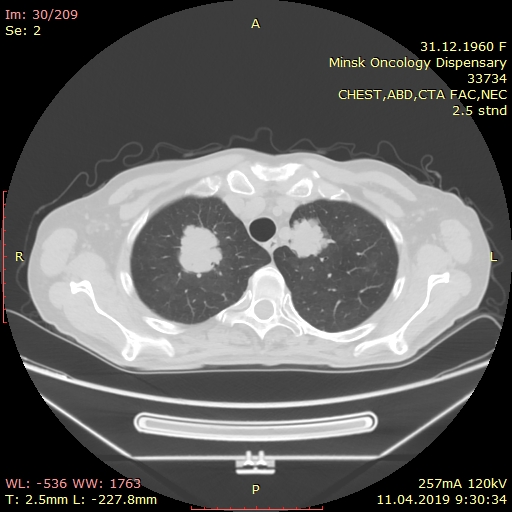 Im: 30/209
Se: 2
A
31.12.1960 F
Minsk Oncology Dispensary
33734
CHEST,ABD,CTA FAC,NEC
2.5 stnd
R
L
WL: -536 WW: 1763
T: 2.5mm L: -227.8mm
P
257mA 120kV
11.04.2019 9:30:34